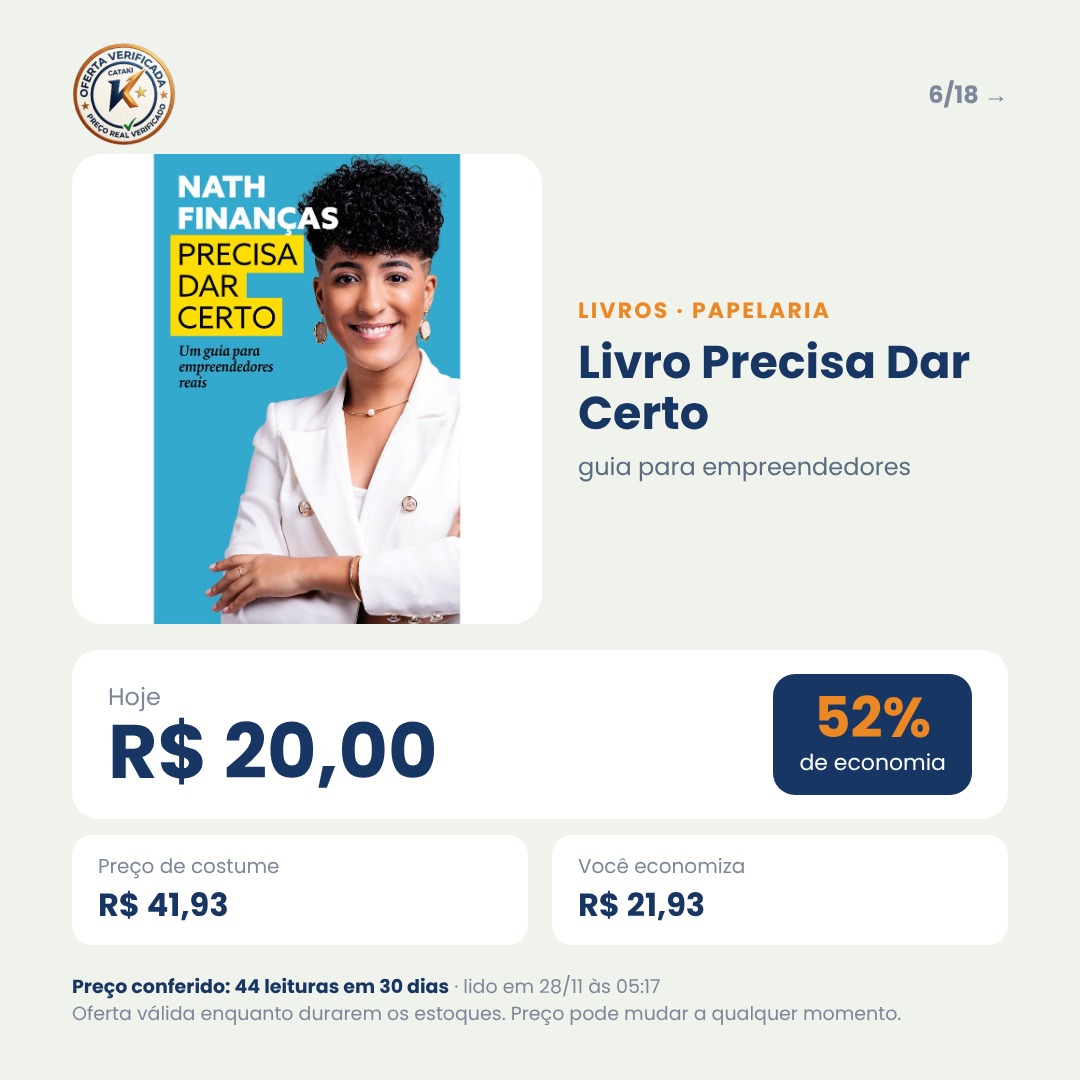 OFERTA VERIFICADA
CATAKI
K
PREÇO REAL VERIFICADO
6/18 →
NATH
FINANÇAS
PRECISA
DAR
CERTO
Um guia para
empreendedores
reais
LIVROS · PAPELARIA
Livro Precisa Dar
Certo
guia para empreendedores
Hoje
R$ 20,00
52%
de economia
Preço de costume
R$ 41,93
Você economiza
R$ 21,93
Preço conferido: 44 leituras em 30 dias · lido em 28/11 às 05:17
Oferta válida enquanto durarem os estoques. Preço pode mudar a qualquer momento.